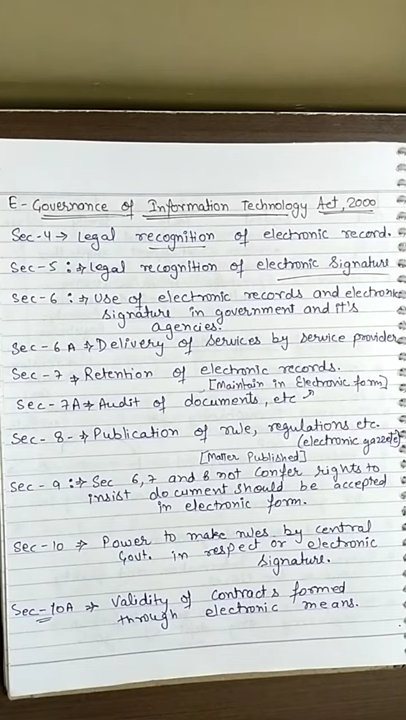 E-Governance of Information Technology Act, 2000
Sec-4 → Legal recognition of electronic record.
Sec-5 :⇒ Legal recognition of electronic Signature
Sec-6 :⇒ Use of electronic records and electronic
Signature in government and it's
agencies.
Sec-6A ⇒ Delivery of Services by Service provider
Sec-7 ⇒ Retention of electronic records.
[Maintain in Electronic form]
Sec-7A ⇒ Audit of documents, etc
Sec-8 ⇒ Publication of rule, regulations etc.
(electronic gazette)
[Matter Published]
Sec-9 :⇒ Sec 6,7 and 8 not confer rights to
insist document should be accepted
in electronic form.
Sec-10 ⇒ Power to make rules by central
Govt. in respect of electronic
Signature.
Sec-10A ⇒ Validity of contracts formed
through electronic means.